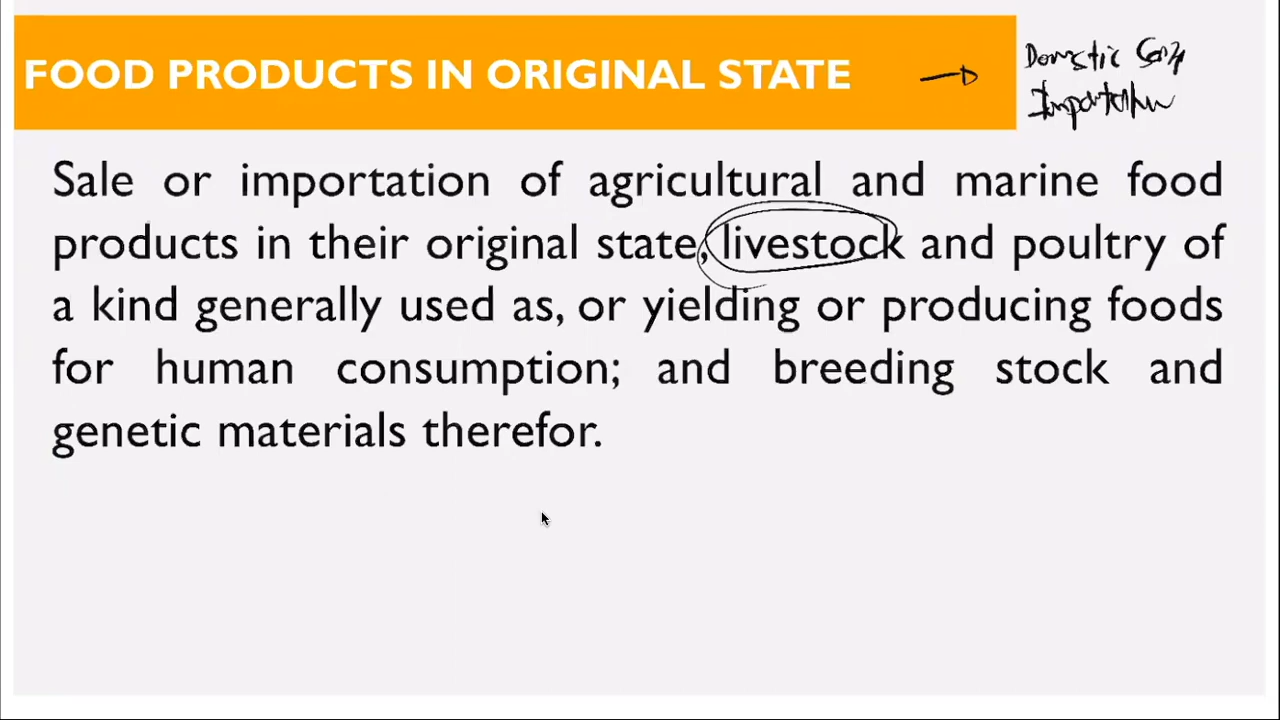 FOOD PRODUCTS IN ORIGINAL STATE
Domestic
Importation
Sale or importation of agricultural and marine food
products in their original state, livestock and poultry of
a kind generally used as, or yielding or producing foods
for human consumption; and breeding stock and
genetic materials therefor.